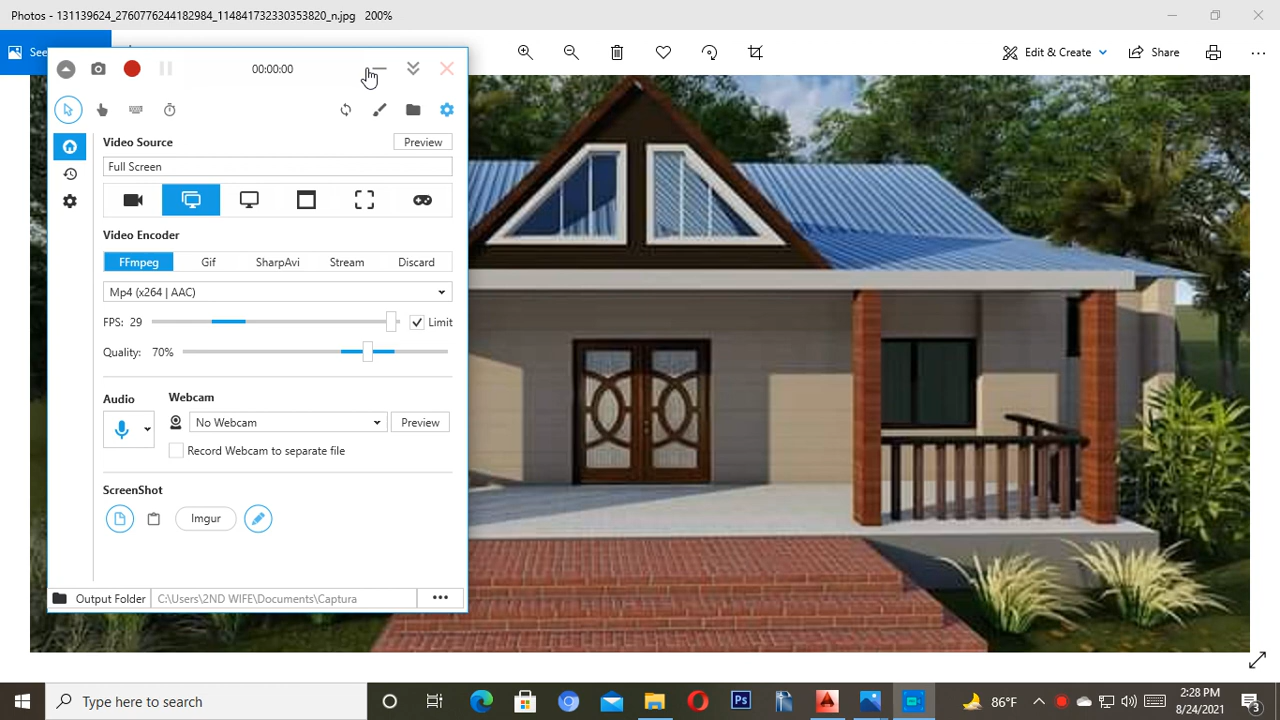 Photos - 131139624_2760776244182984_114841732330353820_n.jpg 200%
See
Edit & Create
Share
00:00:00
Video Source
Preview
Full Screen
Video Encoder
FFmpeg
Gif
SharpAvi
Stream
Discard
Mp4 (x264 | AAC)
FPS: 29
Limit
Quality: 70%
Audio
Webcam
No Webcam
Preview
Record Webcam to separate file
ScreenShot
Imgur
Output Folder
C:\Users\2ND WIFE\Documents\Captura
Type here to search
Ps
86°F
2:28 PM
8/24/2021
3